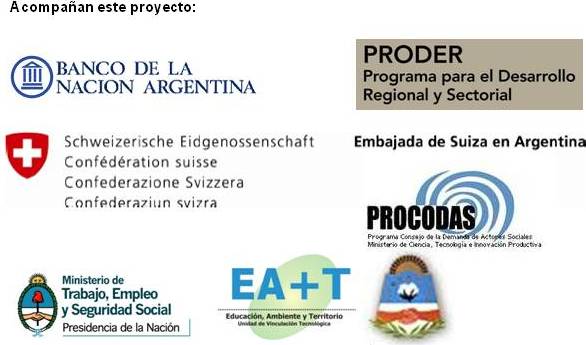 Acompañan este proyecto:
BANCO DE LA
NACION ARGENTINA
PRODER
Programa para el Desarrollo
Regional y Sectorial
Schweizerische Eidgenossenschaft
Confédération suisse
Confederazione Svizzera
Confederaziun svizra
Embajada de Suiza en Argentina
PROCODAS
Programa Consejo de la Demanda de Actores Sociales
Ministerio de Ciencia, Tecnología e Innovación Productiva
Ministerio de
Trabajo, Empleo
y Seguridad Social
Presidencia de la Nación
EA+T
Educación, Ambiente y Territorio
Unidad de Vinculación Tecnológica